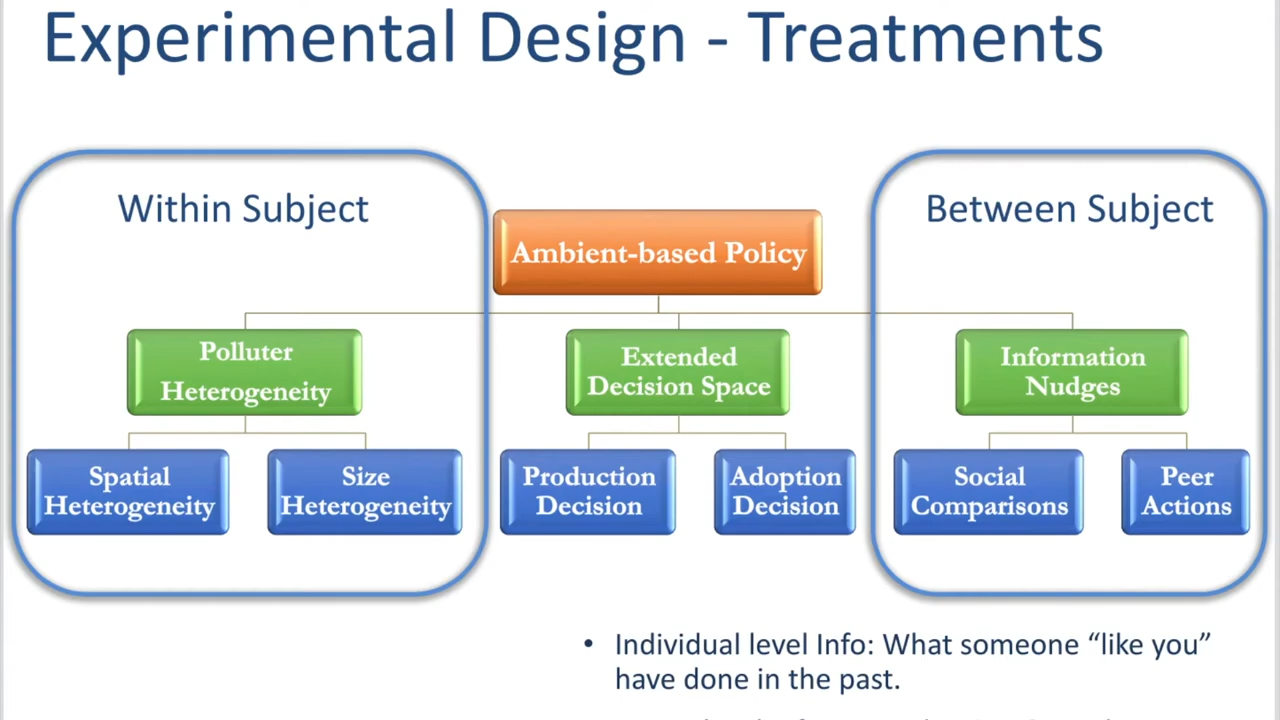 Experimental Design - Treatments
Within Subject
Between Subject
Ambient-based Policy
Polluter
Heterogeneity
Extended
Decision Space
Information
Nudges
Spatial
Heterogeneity
Size
Heterogeneity
Production
Decision
Adoption
Decision
Social
Comparisons
Peer
Actions
• Individual level Info: What someone “like you”
have done in the past.